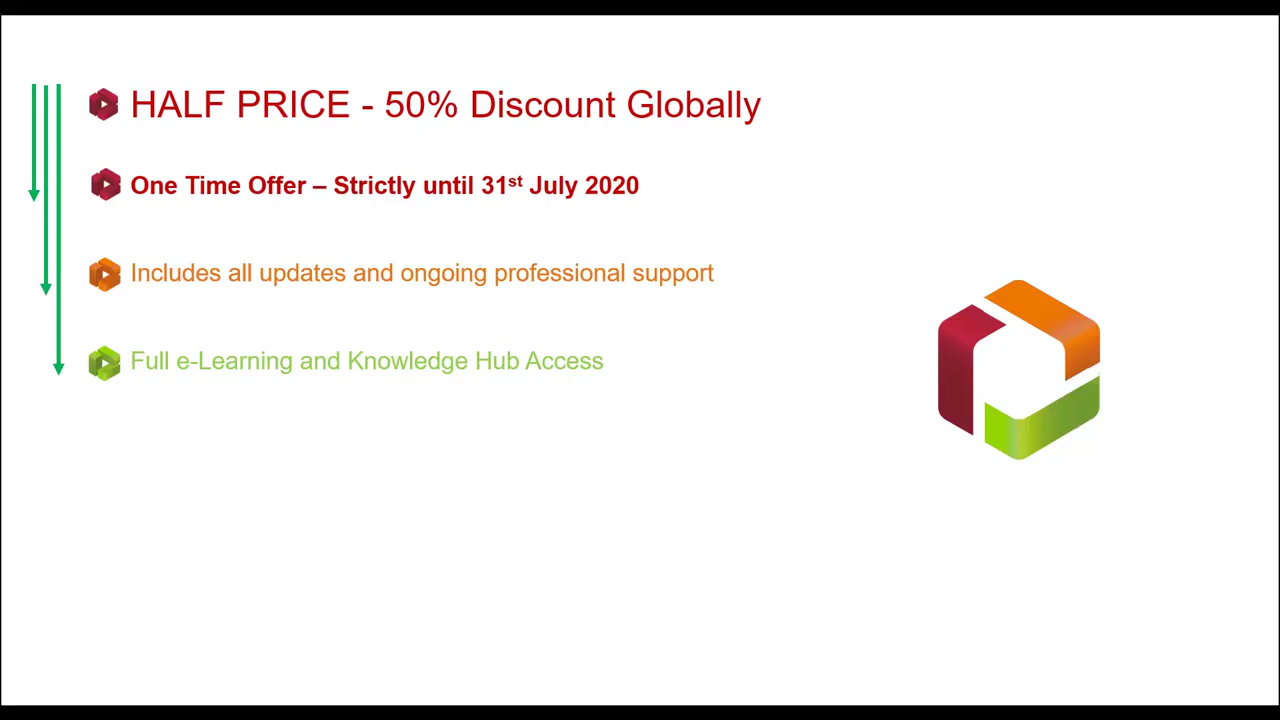 HALF PRICE - 50% Discount Globally
One Time Offer – Strictly until 31st July 2020
Includes all updates and ongoing professional support
Full e-Learning and Knowledge Hub Access